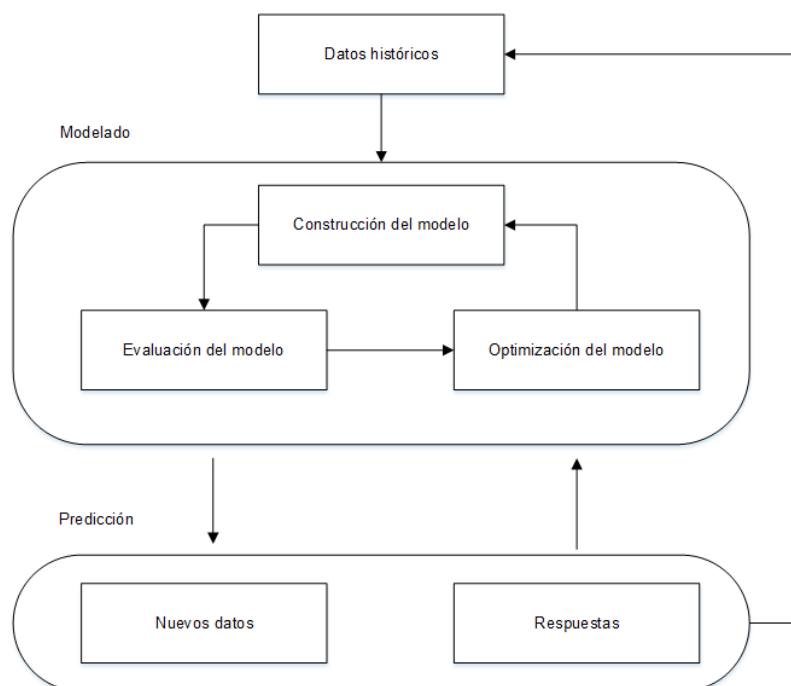 Datos históricos
Modelado
Construcción del modelo
Evaluación del modelo
Optimización del modelo
Predicción
Nuevos datos
Respuestas